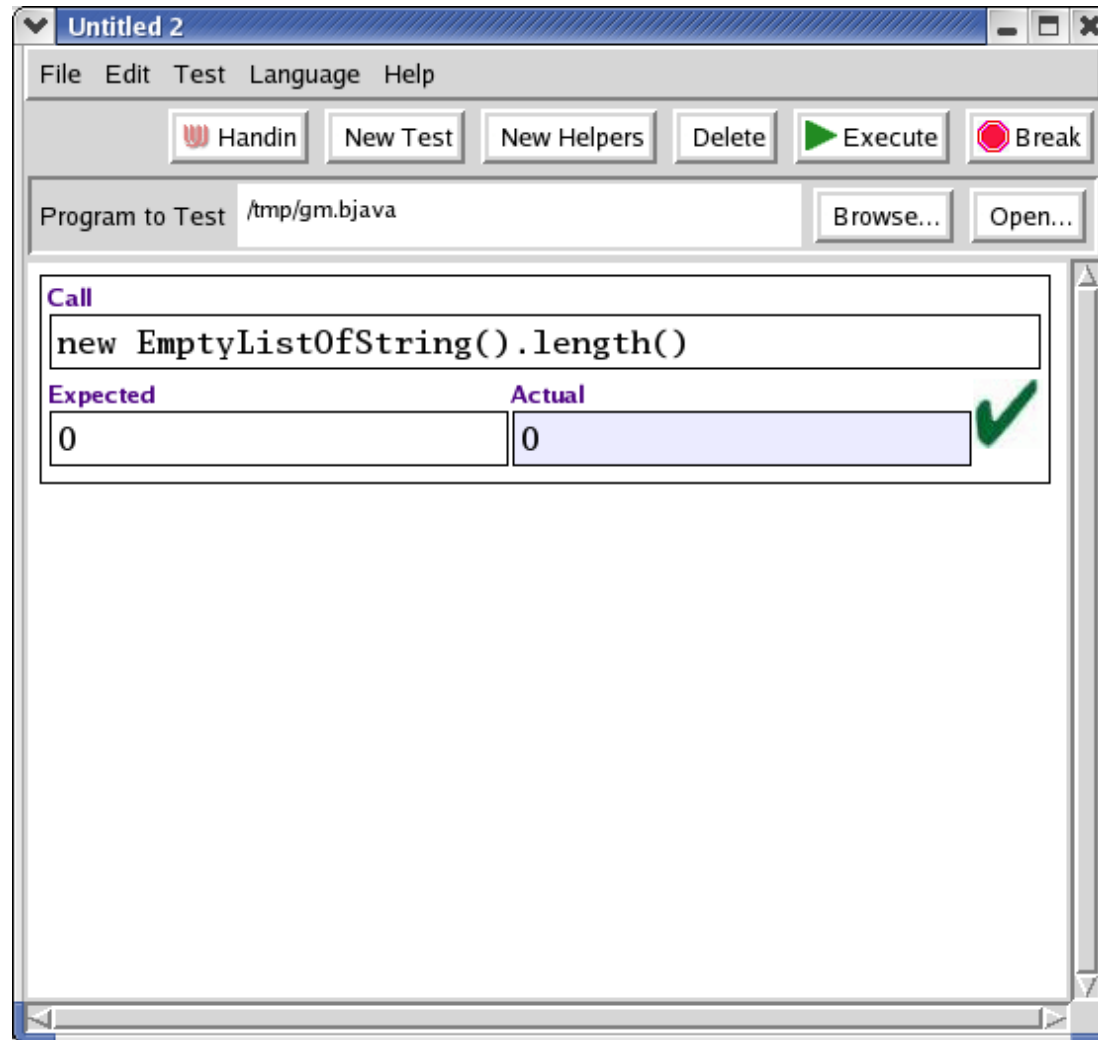 Untitled 2
File Edit Test Language Help
Handin New Test New Helpers Delete Execute Break
Program to Test /tmp/gm.bjava Browse... Open...
Call
new EmptyListOfString().length()
Expected Actual
0 0